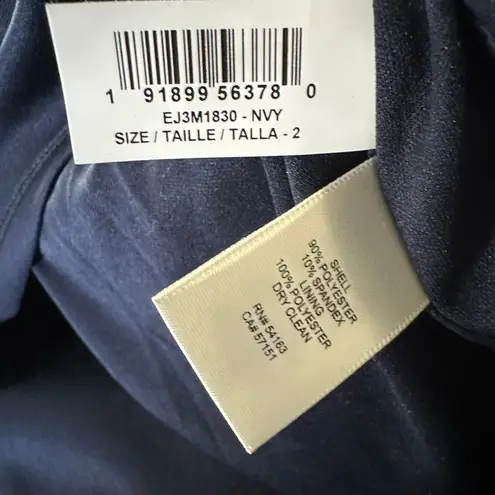 1 91899 56378 0
EJ3M1830 - NVY
SIZE / TAILLE / TALLA - 2
SHELL
90% POLYESTER
10% SPANDEX
LINING
100% POLYESTER
DRY CLEAN
RN# 54163
CA# 57151